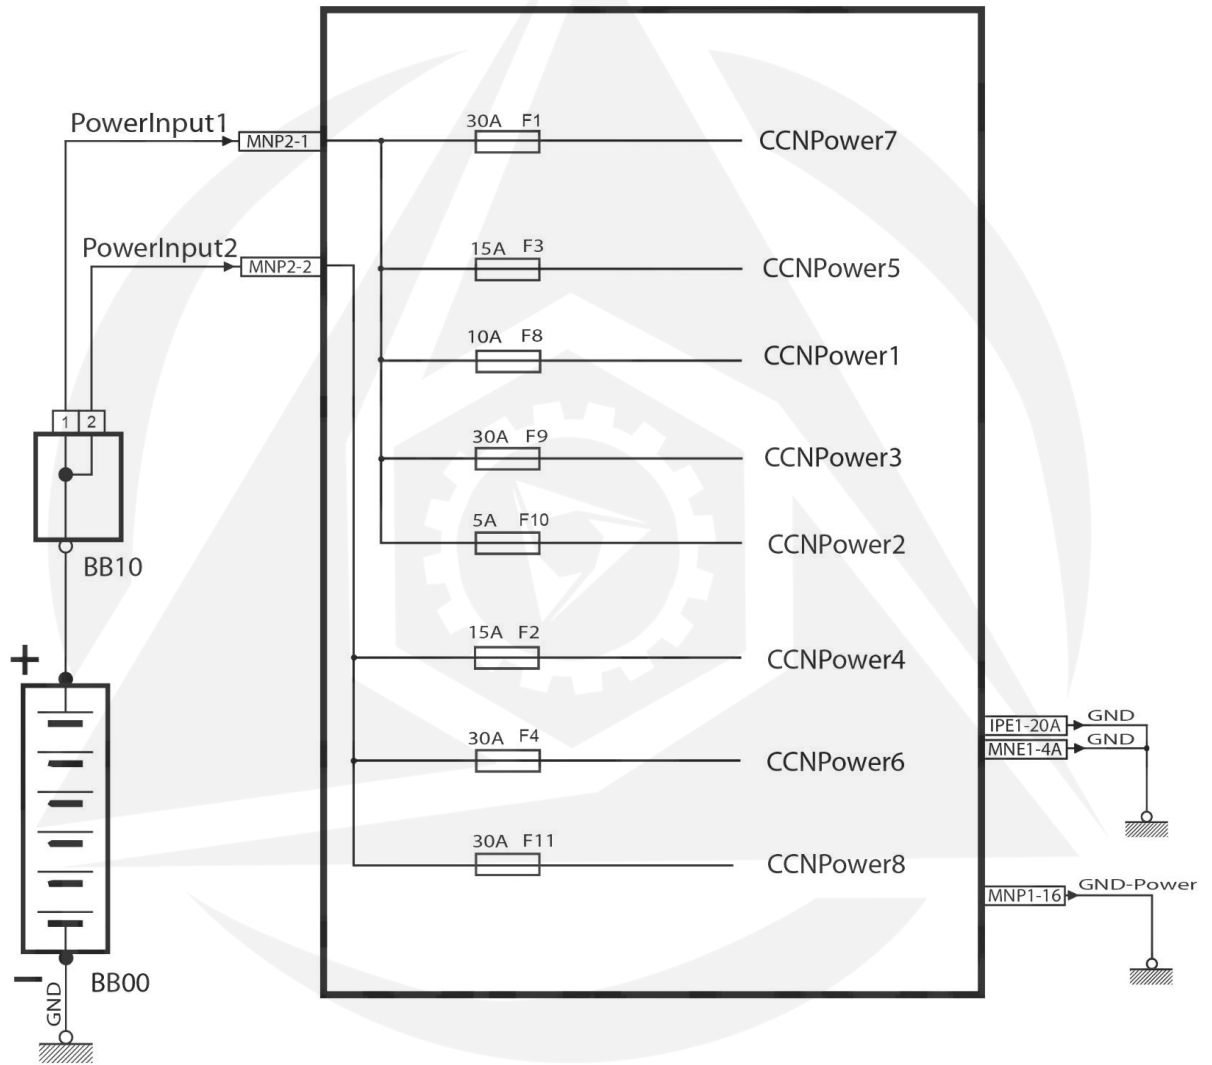 PowerInput1
MNP2-1
30A F1
CCNPower7
PowerInput2
MNP2-2
15A F3
CCNPower5
10A F8
CCNPower1
1 2
30A F9
CCNPower3
5A F10
CCNPower2
BB10
15A F2
CCNPower4
+
IPE1-20A GND
MNE1-4A GND
30A F4
CCNPower6
30A F11
CCNPower8
MNP1-16 GND-Power
−
BB00
GND